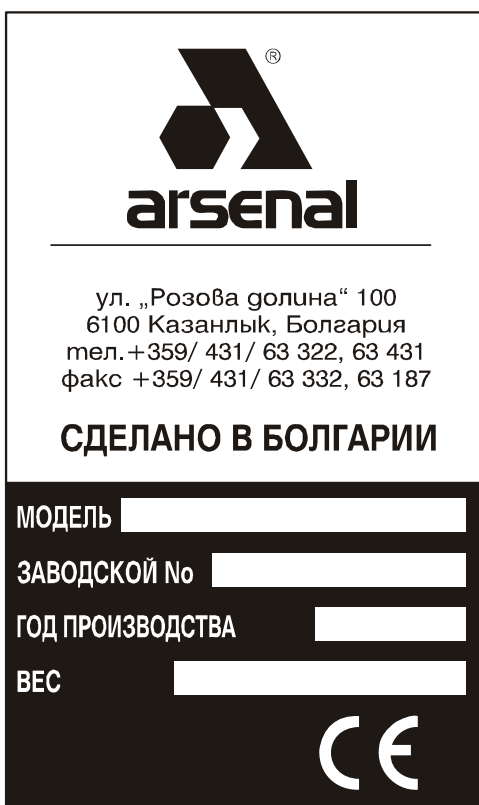 ®
arsenal
ул. „Розова долина“ 100
6100 Казанлык, Болгария
тел.+359/ 431/ 63 322, 63 431
факс +359/ 431/ 63 332, 63 187
СДЕЛАНО В БОЛГАРИИ
МОДЕЛЬ
ЗАВОДСКОЙ No
ГОД ПРОИЗВОДСТВА
ВЕС
CE